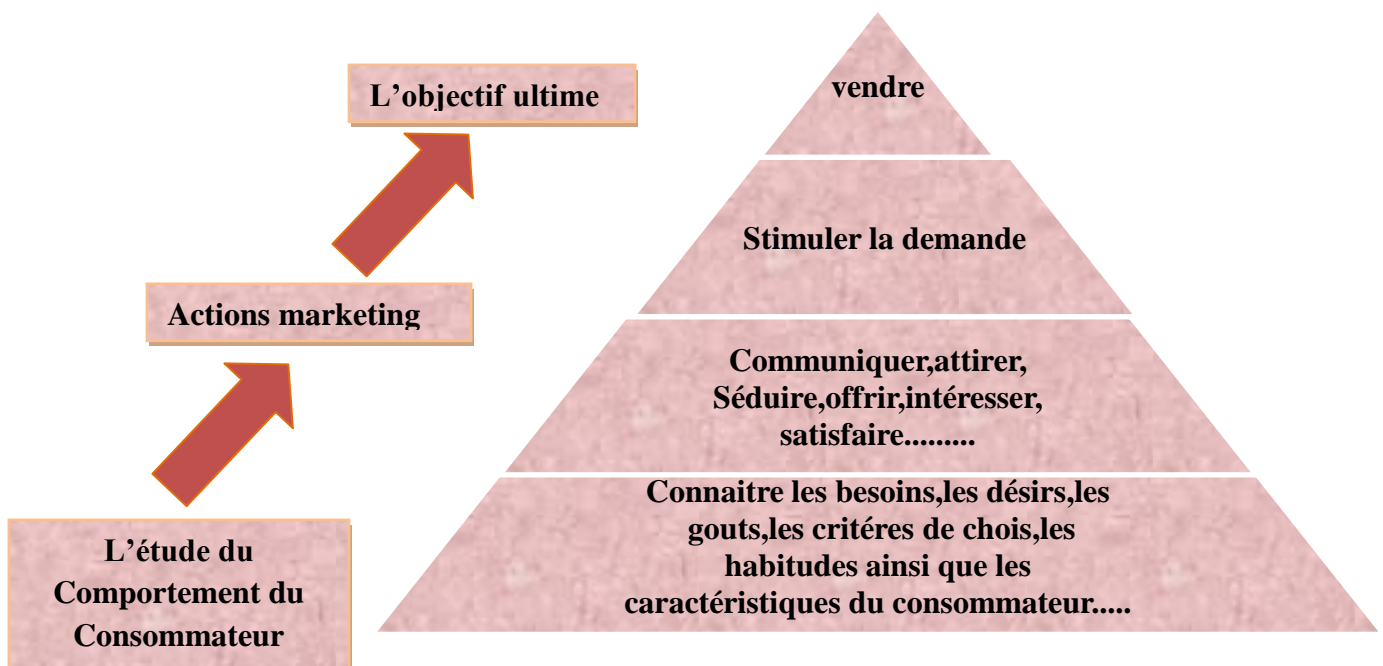 L’objectif ultime
Actions marketing
L’étude du
Comportement du
Consommateur
vendre
Stimuler la demande
Communiquer,attirer,
Séduire,offrir,intéresser,
satisfaire.........
Connaitre les besoins,les désirs,les
gouts,les critéres de chois,les
habitudes ainsi que les
caractéristiques du consommateur.....